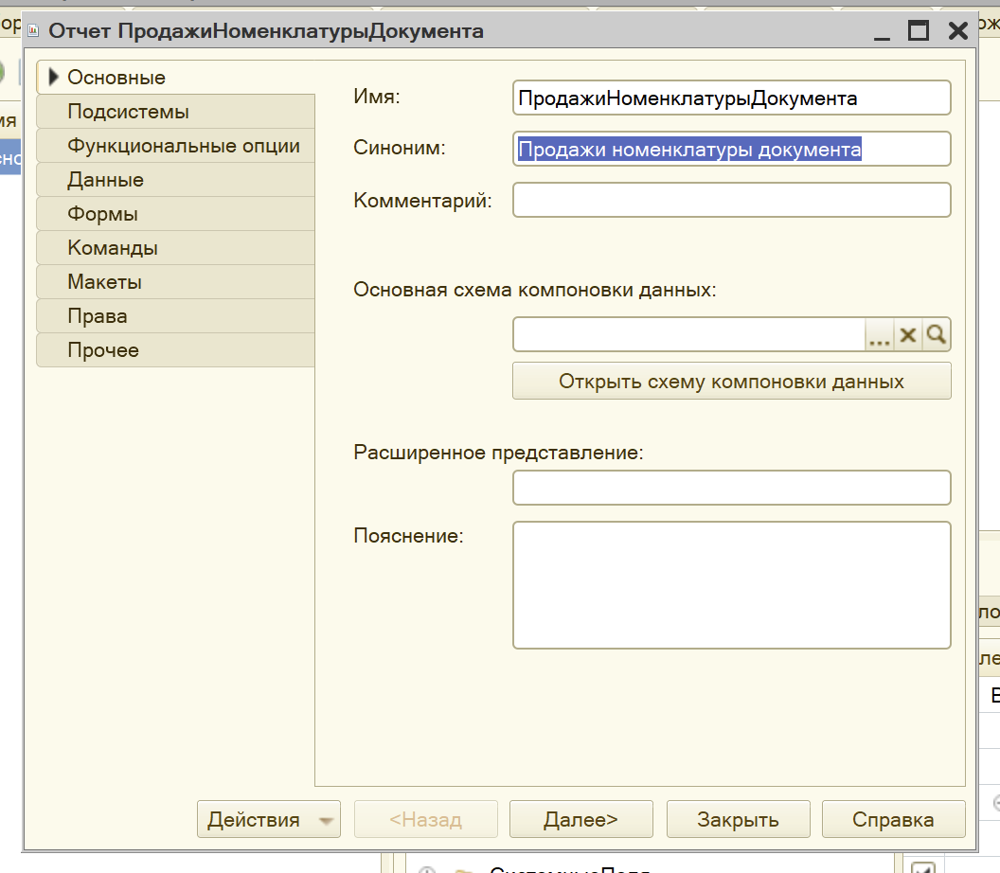 Отчет ПродажиНоменклатурыДокумента
Основные
Подсистемы
Функциональные опции
Данные
Формы
Команды
Макеты
Права
Прочее
Имя:
ПродажиНоменклатурыДокумента
Синоним:
Продажи номенклатуры документа
Комментарий:
Основная схема компоновки данных:
...
Открыть схему компоновки данных
Расширенное представление:
Пояснение:
Действия
<Назад
Далее>
Закрыть
Справка